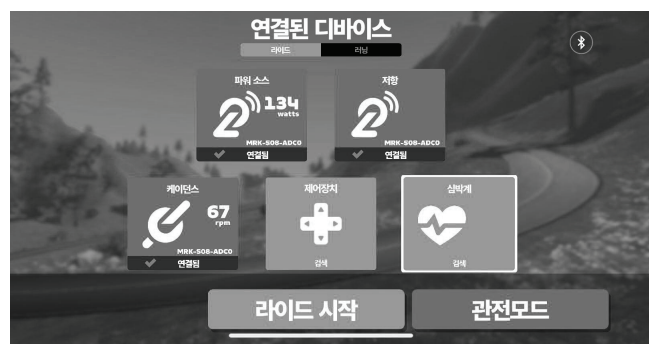 연결된 디바이스
라이드 러닝
파워 소스
134
watts
MRK-S08-ADC0
연결됨
저항
MRK-S08-ADC0
연결됨
케이던스
67
rpm
MRK-S08-ADC0
연결됨
제어장치
검색
심박계
검색
라이드 시작
관전모드